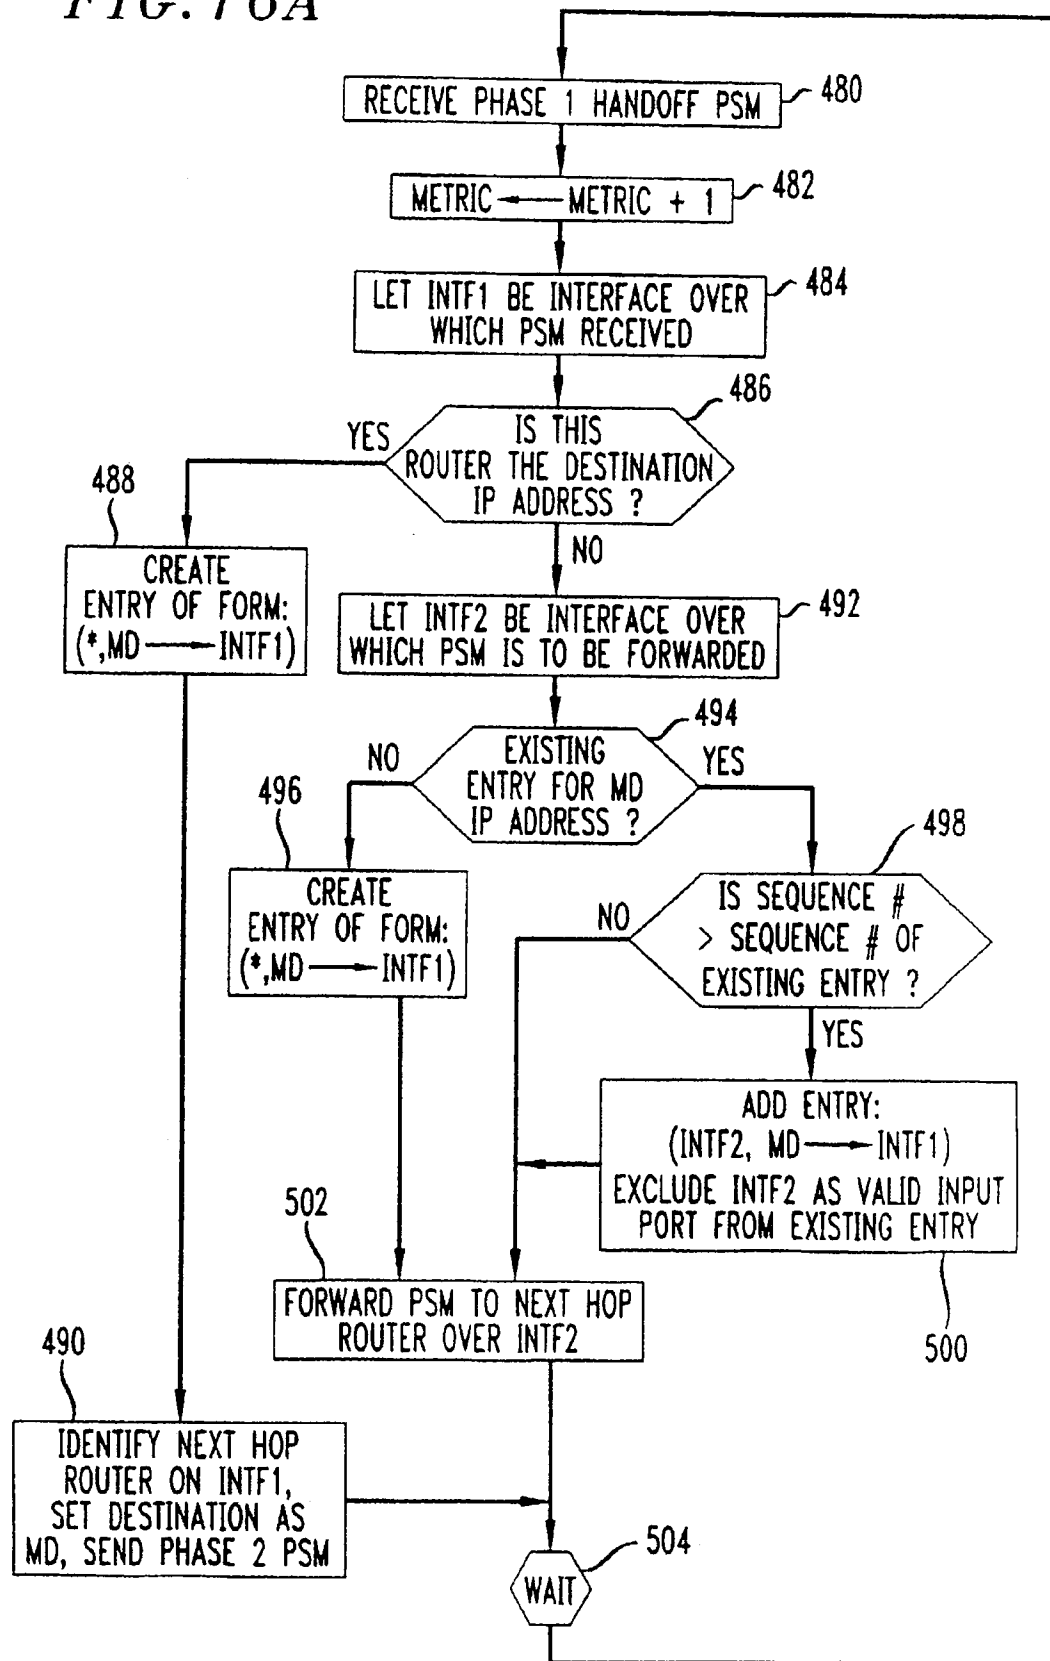 FIG. 16A
RECEIVE PHASE 1 HANDOFF PSM
480
METRIC ← METRIC + 1
482
LET INTF1 BE INTERFACE OVER
WHICH PSM RECEIVED
484
IS THIS
ROUTER THE DESTINATION
IP ADDRESS ?
486
YES
NO
488
CREATE
ENTRY OF FORM:
(*,MD → INTF1)
LET INTF2 BE INTERFACE OVER
WHICH PSM IS TO BE FORWARDED
492
EXISTING
ENTRY FOR MD
IP ADDRESS ?
494
NO
YES
496
CREATE
ENTRY OF FORM:
(*,MD → INTF1)
498
IS SEQUENCE #
> SEQUENCE # OF
EXISTING ENTRY ?
NO
YES
ADD ENTRY:
(INTF2, MD → INTF1)
EXCLUDE INTF2 AS VALID INPUT
PORT FROM EXISTING ENTRY
500
502
FORWARD PSM TO NEXT HOP
ROUTER OVER INTF2
490
IDENTIFY NEXT HOP
ROUTER ON INTF1,
SET DESTINATION AS
MD, SEND PHASE 2 PSM
WAIT
504